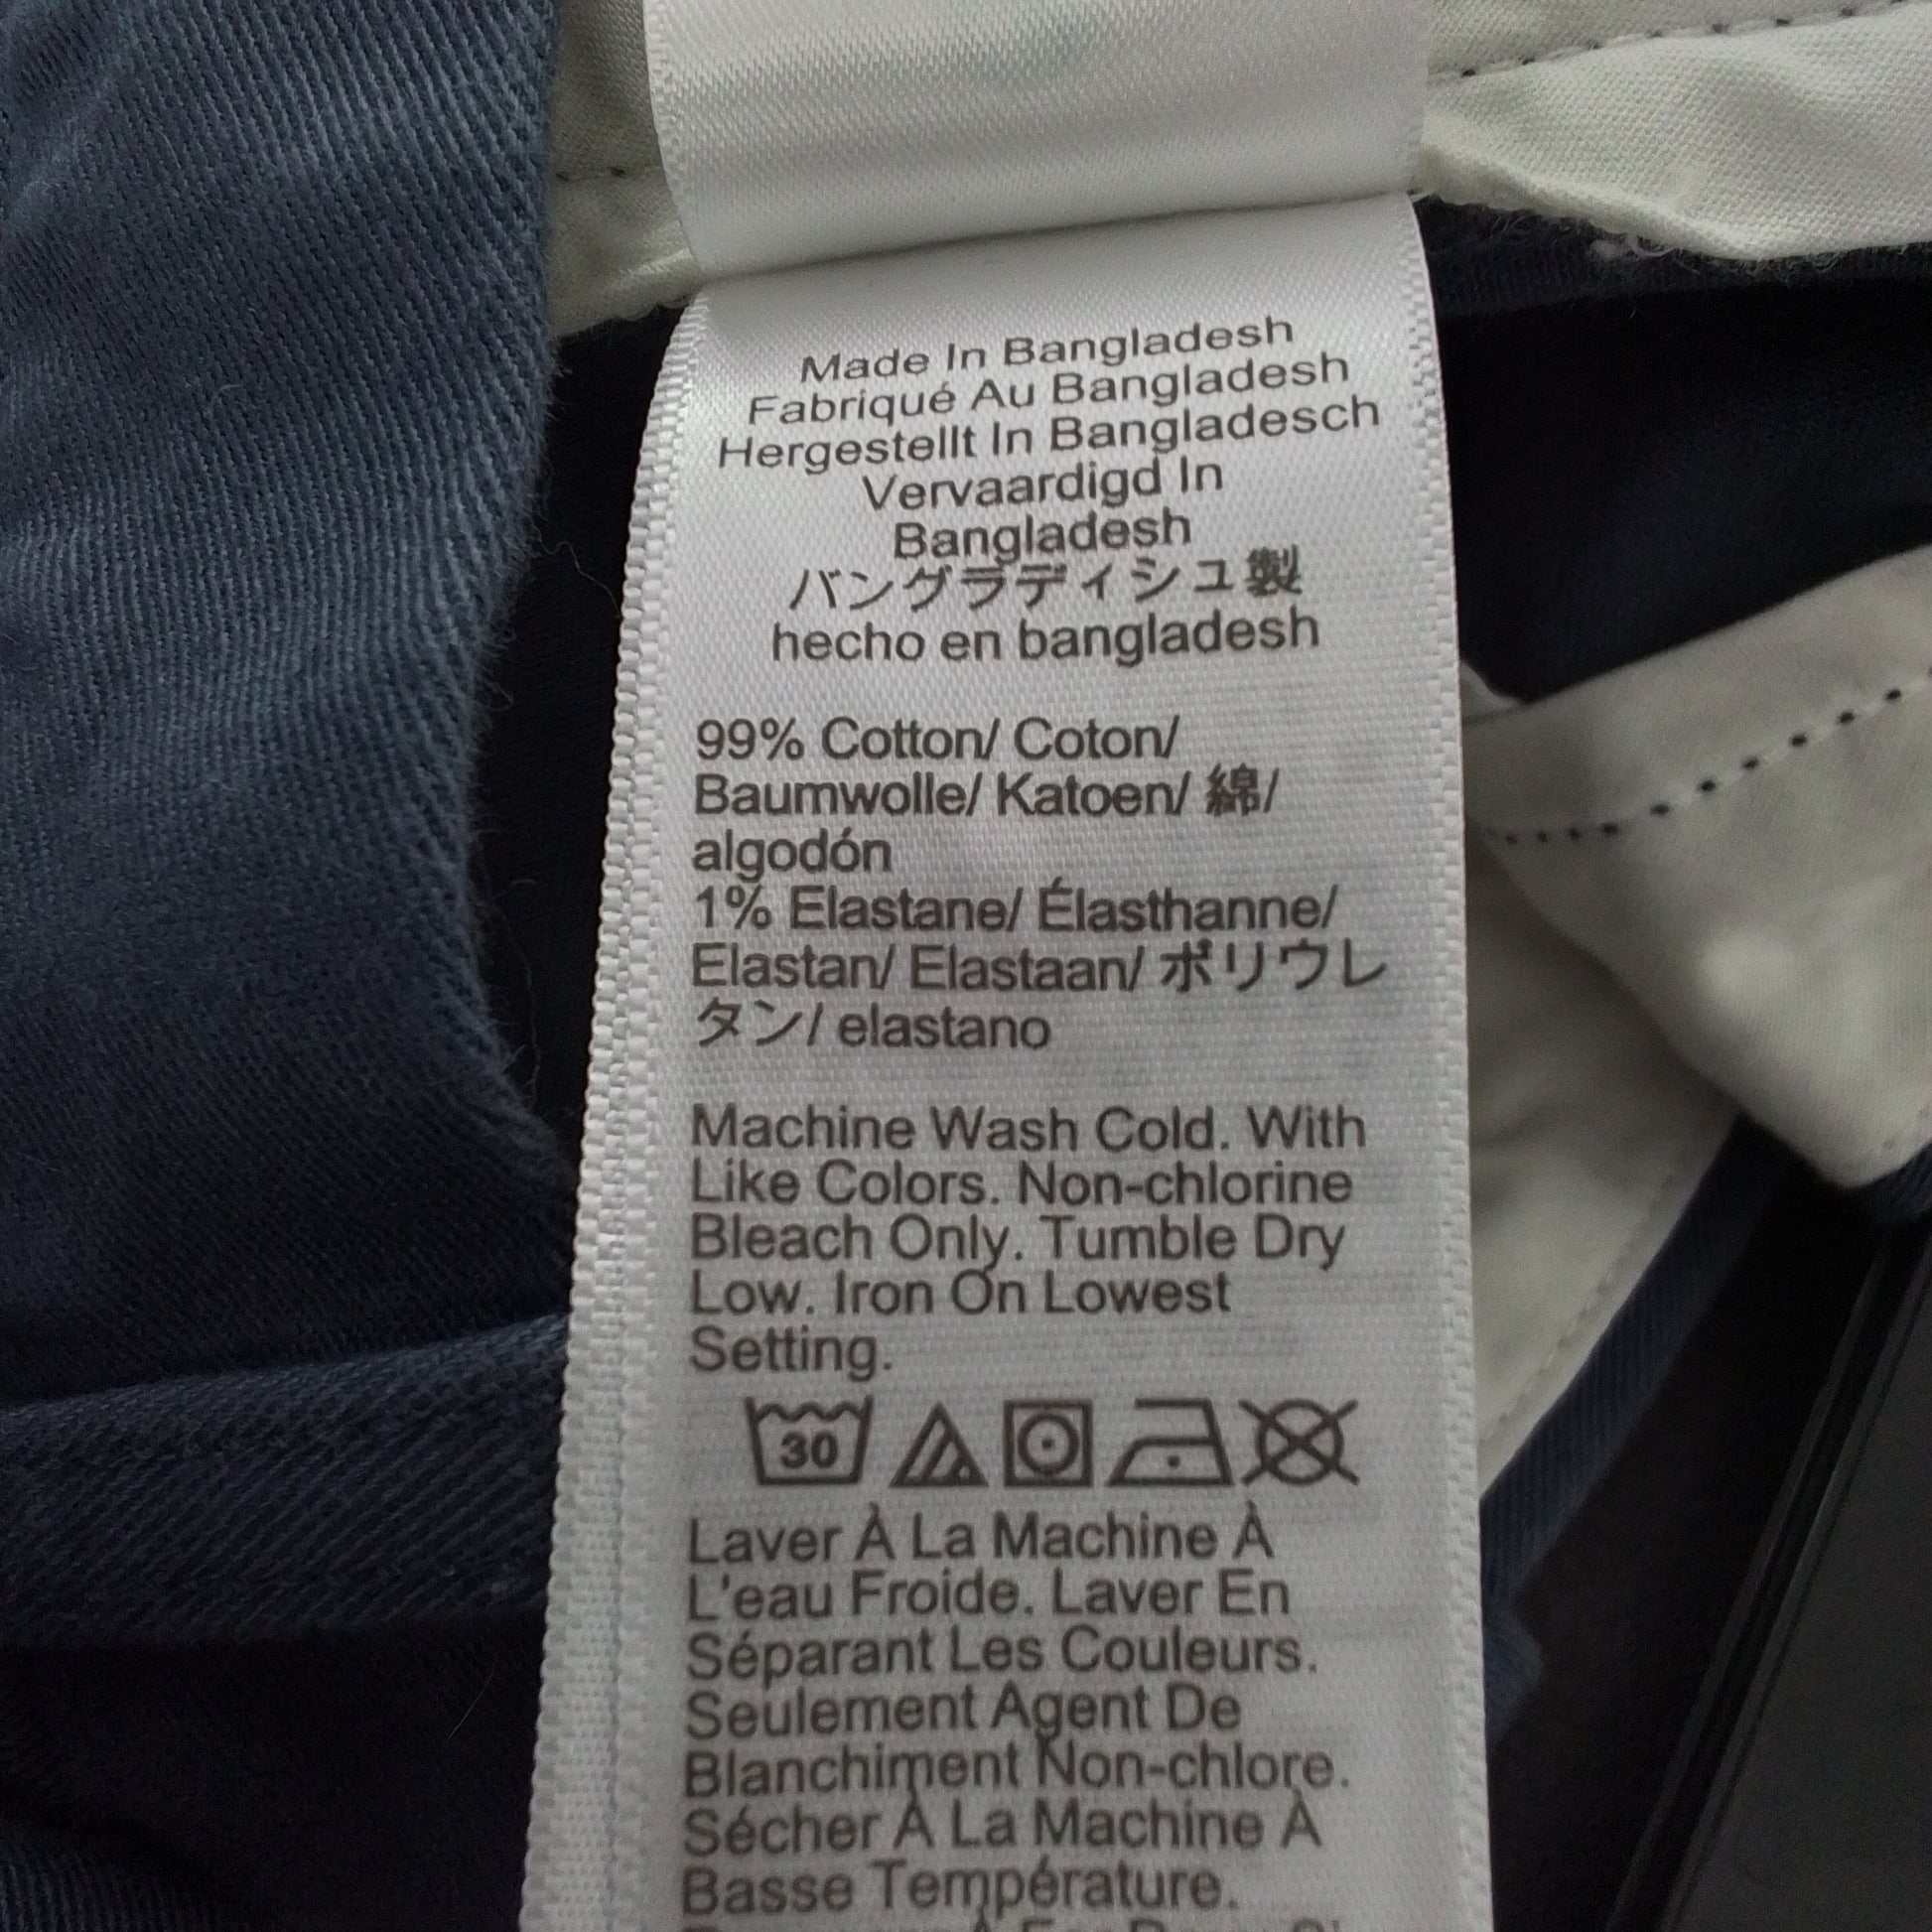 Made In Bangladesh
Fabriqué Au Bangladesh
Hergestellt In Bangladesch
Vervaardigd In
Bangladesh
バングラディシュ製
hecho en bangladesh
99% Cotton/ Coton/
Baumwolle/ Katoen/ 綿/
algodón
1% Elastane/ Élasthanne/
Elastan/ Elastaan/ ポリウレ
タン/ elastano
Machine Wash Cold. With
Like Colors. Non-chlorine
Bleach Only. Tumble Dry
Low. Iron On Lowest
Setting.
30
Laver À La Machine À
L'eau Froide. Laver En
Séparant Les Couleurs.
Seulement Agent De
Blanchiment Non-chlore.
Sécher À La Machine À
Basse Température.